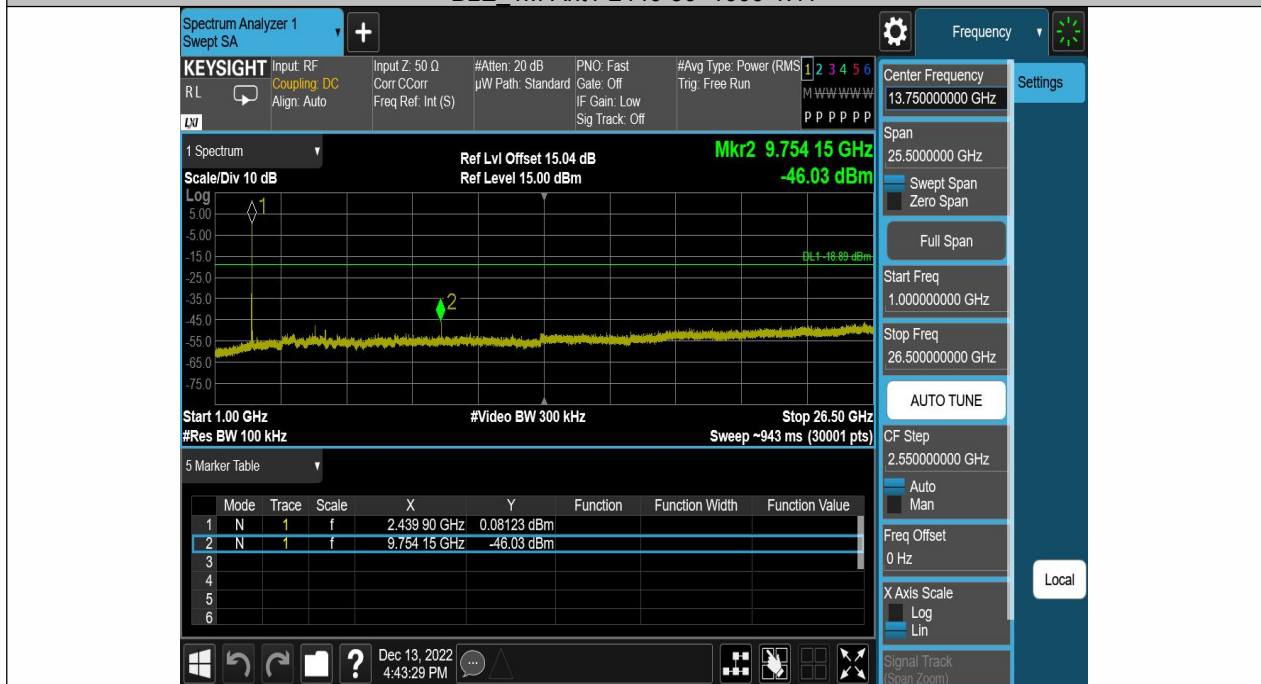 Spectrum Analyzer 1
Swept SA
+
Frequency
KEYSIGHT
RL
LXI
Input: RF
Coupling: DC
Align: Auto
Input Z: 50 Ω
Corr CCorr
Freq Ref: Int (S)
#Atten: 20 dB
µW Path: Standard
PNO: Fast
Gate: Off
IF Gain: Low
Sig Track: Off
#Avg Type: Power (RMS
Trig: Free Run
1 2 3 4 5 6
M W W W W W
P P P P P P
1 Spectrum
Scale/Div 10 dB
Ref Lvl Offset 15.04 dB
Ref Level 15.00 dBm
Mkr2 9.754 15 GHz
-46.03 dBm
Log
5.00
-5.00
-15.0
-25.0
-35.0
-45.0
-55.0
-65.0
-75.0
1
2
DL1 -18.89 dBm
Start 1.00 GHz
#Video BW 300 kHz
Stop 26.50 GHz
#Res BW 100 kHz
Sweep ~943 ms (30001 pts)
5 Marker Table
Mode Trace Scale X Y Function Function Width Function Value
1 N 1 f 2.439 90 GHz 0.08123 dBm
2 N 1 f 9.754 15 GHz -46.03 dBm
3
4
5
6
?
Dec 13, 2022
4:43:29 PM
Center Frequency
13.750000000 GHz
Settings
Span
25.5000000 GHz
Swept Span
Zero Span
Full Span
Start Freq
1.000000000 GHz
Stop Freq
26.500000000 GHz
AUTO TUNE
CF Step
2.550000000 GHz
Auto
Man
Freq Offset
0 Hz
X Axis Scale
Log
Lin
Local
Signal Track
(Span Zoom)